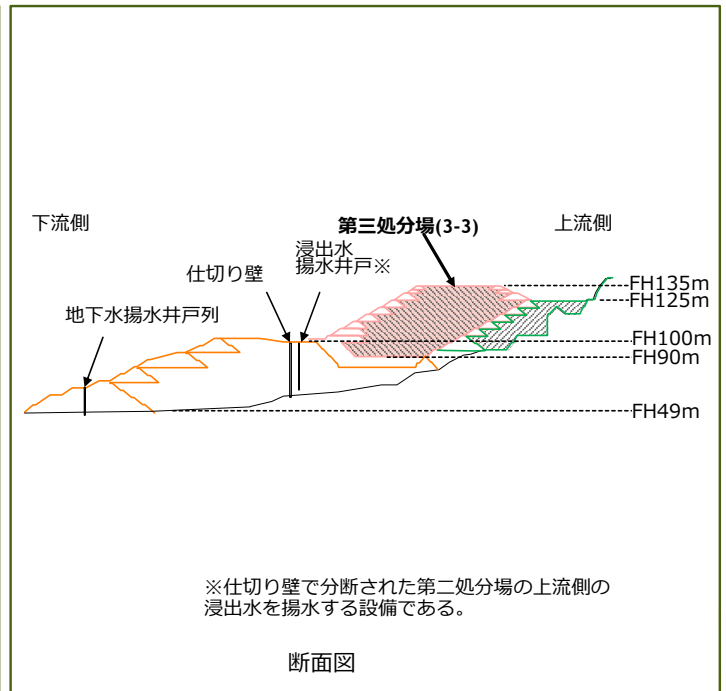 下流側
第三処分場(3-3)
上流側
浸出水
揚水井戸※
仕切り壁
地下水揚水井戸列
FH135m
FH125m
FH100m
FH90m
FH49m
※仕切り壁で分断された第二処分場の上流側の
浸出水を揚水する設備である。
断面図